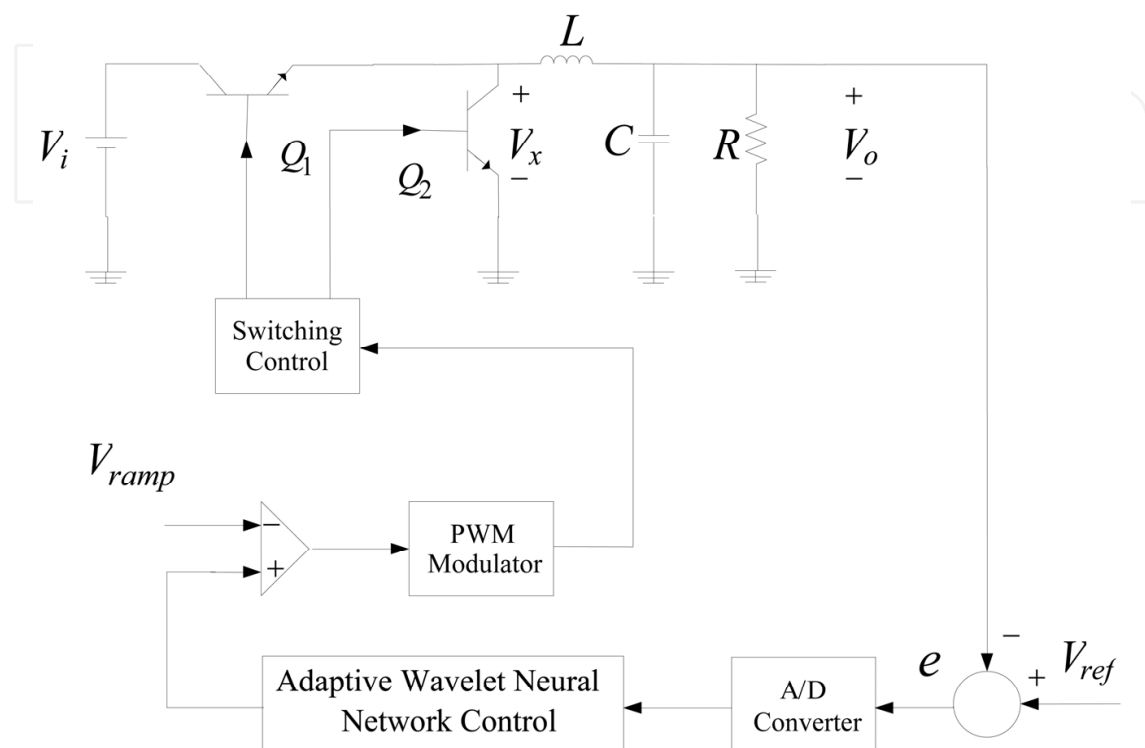 L
V_i
Q_1
Q_2
+
V_x
−
C
R
+
V_o
−
Switching
Control
V_ramp
−
+
PWM
Modulator
Adaptive Wavelet Neural
Network Control
A/D
Converter
e
−
+
V_ref